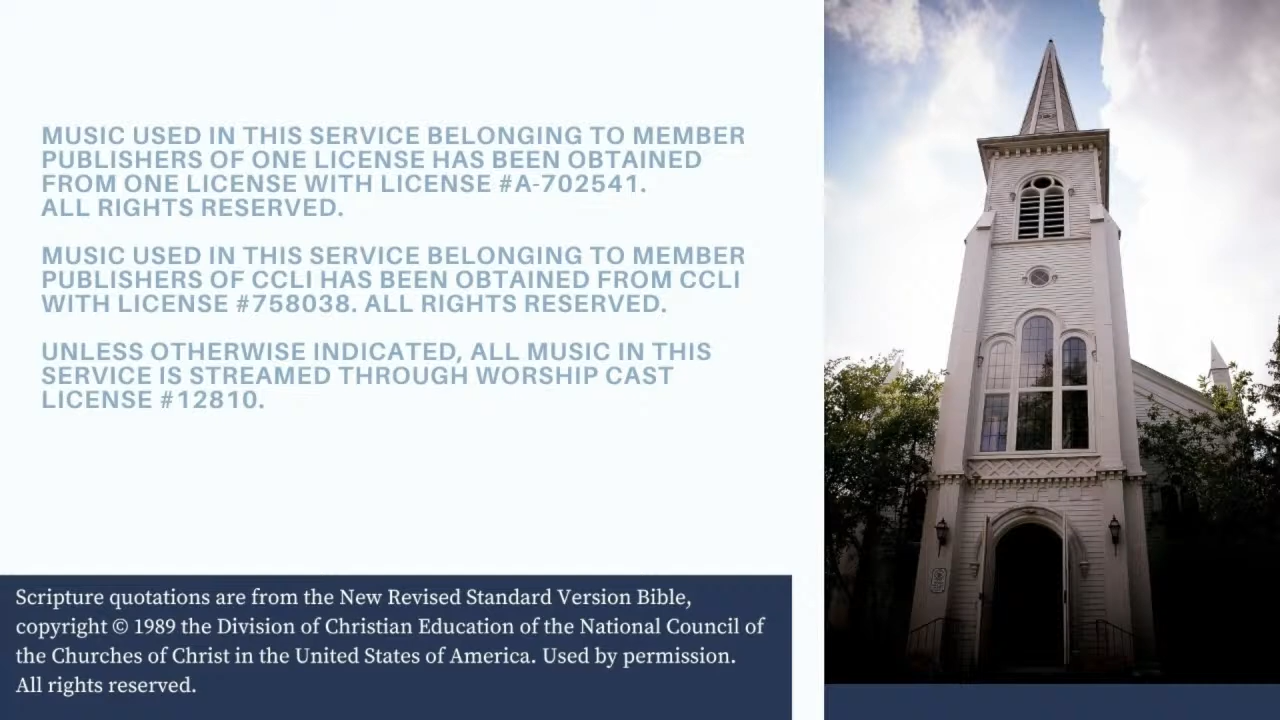 MUSIC USED IN THIS SERVICE BELONGING TO MEMBER
PUBLISHERS OF ONE LICENSE HAS BEEN OBTAINED
FROM ONE LICENSE WITH LICENSE #A-702541.
ALL RIGHTS RESERVED.
MUSIC USED IN THIS SERVICE BELONGING TO MEMBER
PUBLISHERS OF CCLI HAS BEEN OBTAINED FROM CCLI
WITH LICENSE #758038. ALL RIGHTS RESERVED.
UNLESS OTHERWISE INDICATED, ALL MUSIC IN THIS
SERVICE IS STREAMED THROUGH WORSHIP CAST
LICENSE #12810.
Scripture quotations are from the New Revised Standard Version Bible,
copyright © 1989 the Division of Christian Education of the National Council of
the Churches of Christ in the United States of America. Used by permission.
All rights reserved.